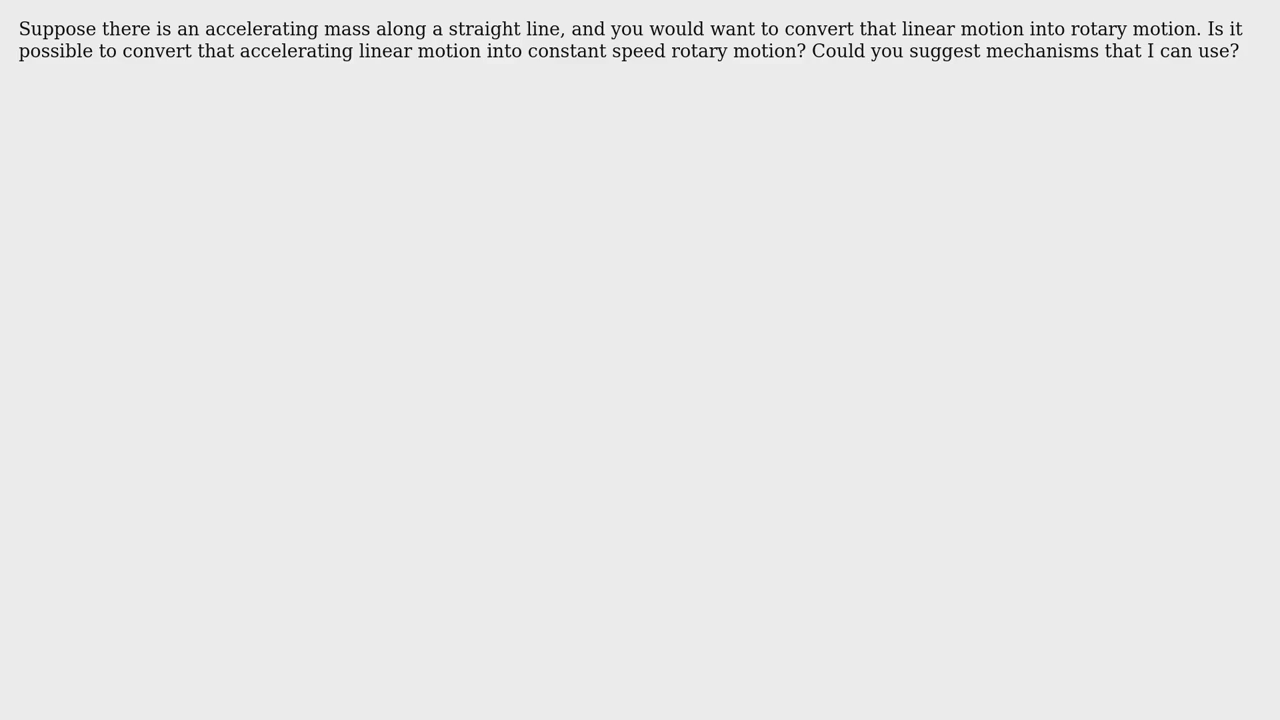 Suppose there is an accelerating mass along a straight line, and you would want to convert that linear motion into rotary motion. Is it
possible to convert that accelerating linear motion into constant speed rotary motion? Could you suggest mechanisms that I can use?